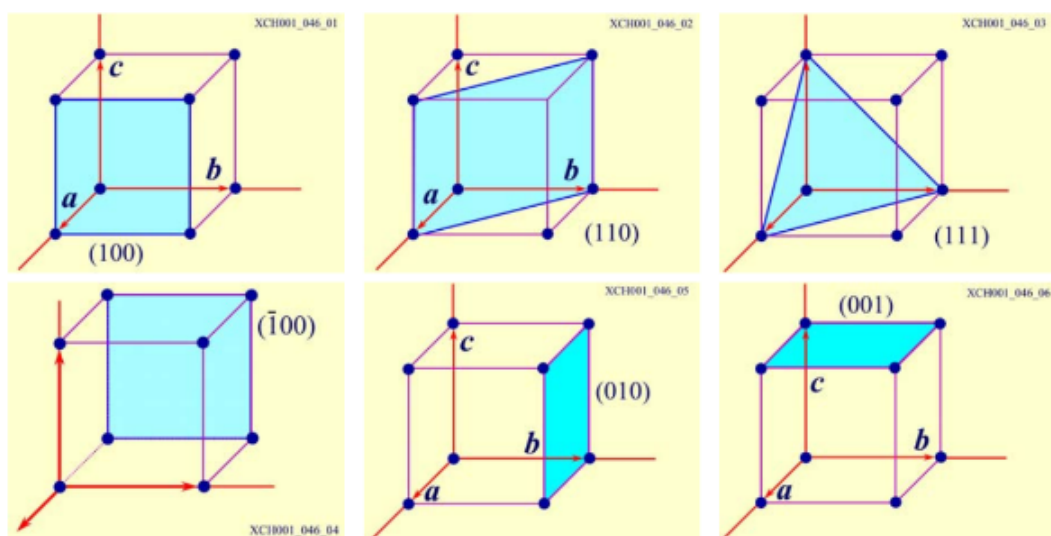 XCH001_046_01
c
b
a
(100)
XCH001_046_02
c
b
a
(110)
XCH001_046_03
(111)
(1̄00)
XCH001_046_04
XCH001_046_05
c
(010)
b
a
XCH001_046_06
(001)
c
b
a